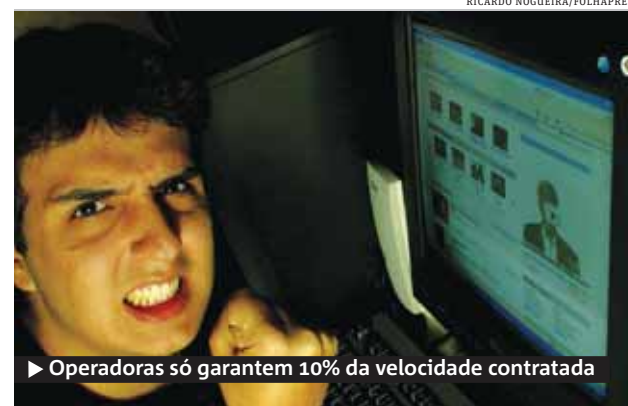 RICARDO NOGUEIRA/FOLHAPRE
▶ Operadoras só garantem 10% da velocidade contratada